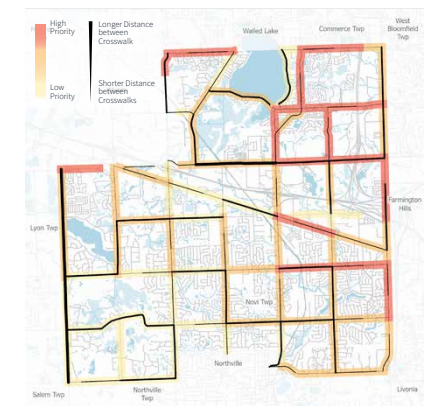 High
Priority
Longer Distance
between
Crosswalk
Low
Priority
Shorter Distance
between
Crosswalks
Walled Lake
Commerce Twp
West
Bloomfield
Twp
Farmington
Hills
Lyon Twp
Novi Twp
Northville
Salem Twp
Northville
Twp
Livonia